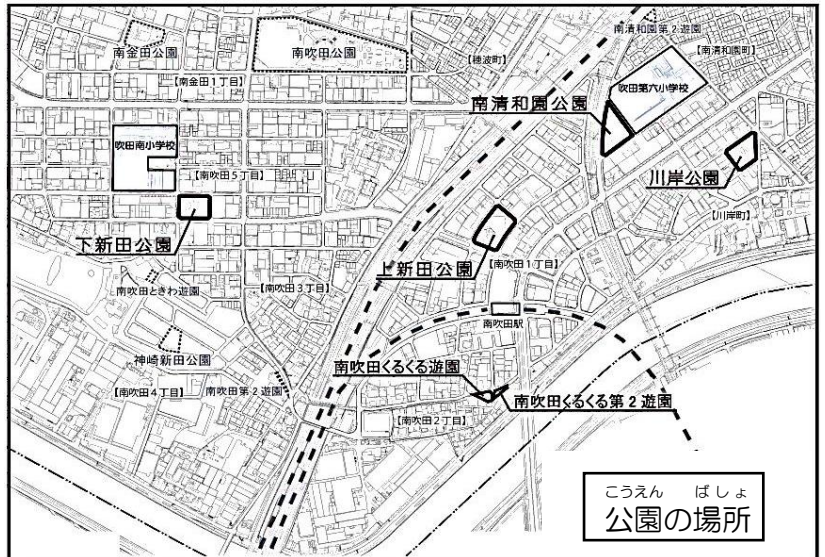 南清和園第2遊園
南金田公園
南吹田公園
【穂波町】
【南清和園町】
【南金田1丁目】
吹田第六小学校
南清和園公園
吹田南小学校
【南吹田5丁目】
川岸公園
【川岸町】
下新田公園
上新田公園
【南吹田1丁目】
南吹田ときわ遊園
【南吹田3丁目】
南吹田駅
神崎新田公園
南吹田くるくる遊園
【南吹田4丁目】
南吹田第2遊園
南吹田くるくる第2遊園
【南吹田2丁目】
こうえん ばしょ
公園の場所